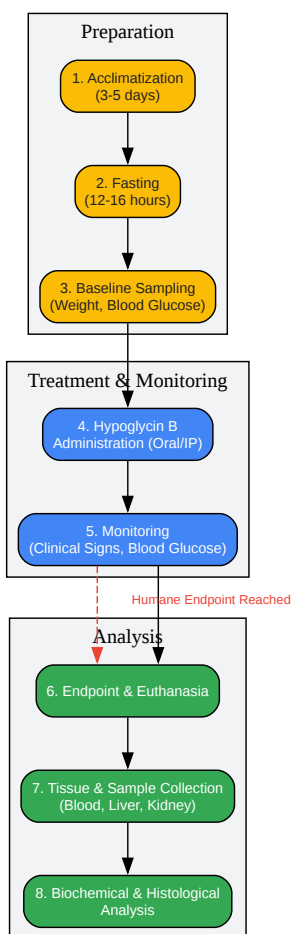 Preparation
1. Acclimatization
(3-5 days)
2. Fasting
(12-16 hours)
3. Baseline Sampling
(Weight, Blood Glucose)
Treatment & Monitoring
4. Hypoglycin B
Administration (Oral/IP)
5. Monitoring
(Clinical Signs, Blood Glucose)
Humane Endpoint Reached
Analysis
6. Endpoint & Euthanasia
7. Tissue & Sample Collection
(Blood, Liver, Kidney)
8. Biochemical & Histological
Analysis